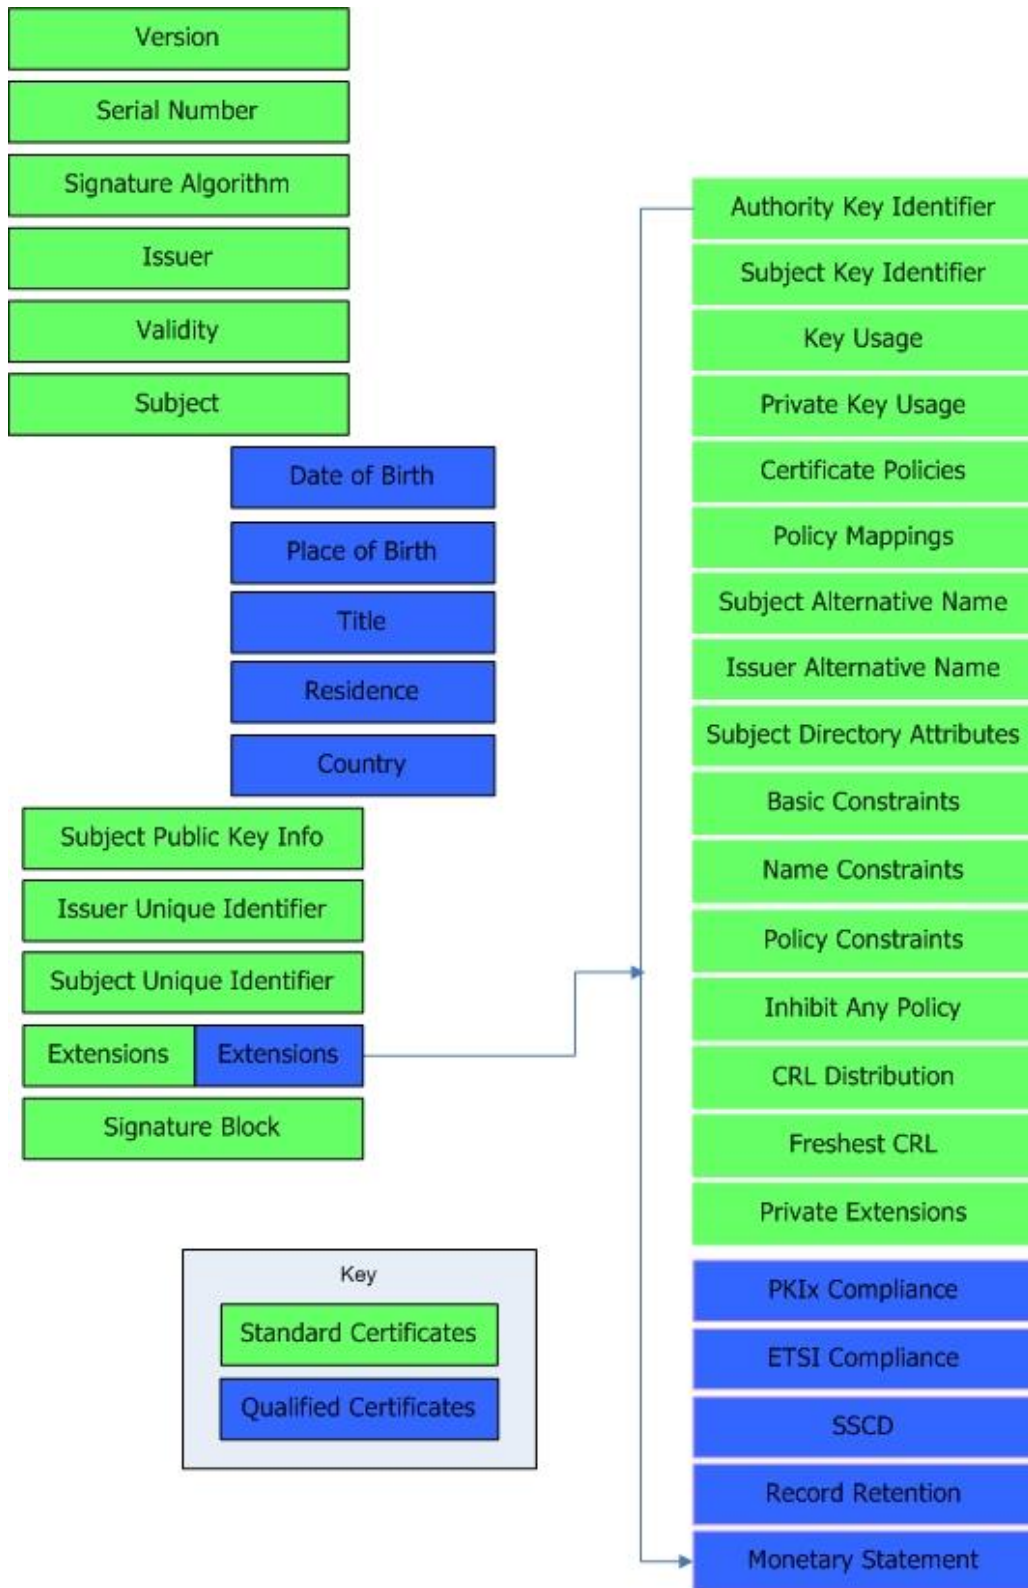 Version
Serial Number
Signature Algorithm
Issuer
Validity
Subject
Date of Birth
Place of Birth
Title
Residence
Country
Subject Public Key Info
Issuer Unique Identifier
Subject Unique Identifier
Extensions Extensions
Signature Block
Authority Key Identifier
Subject Key Identifier
Key Usage
Private Key Usage
Certificate Policies
Policy Mappings
Subject Alternative Name
Issuer Alternative Name
Subject Directory Attributes
Basic Constraints
Name Constraints
Policy Constraints
Inhibit Any Policy
CRL Distribution
Freshest CRL
Private Extensions
PKIx Compliance
ETSI Compliance
SSCD
Record Retention
Monetary Statement
Key
Standard Certificates
Qualified Certificates